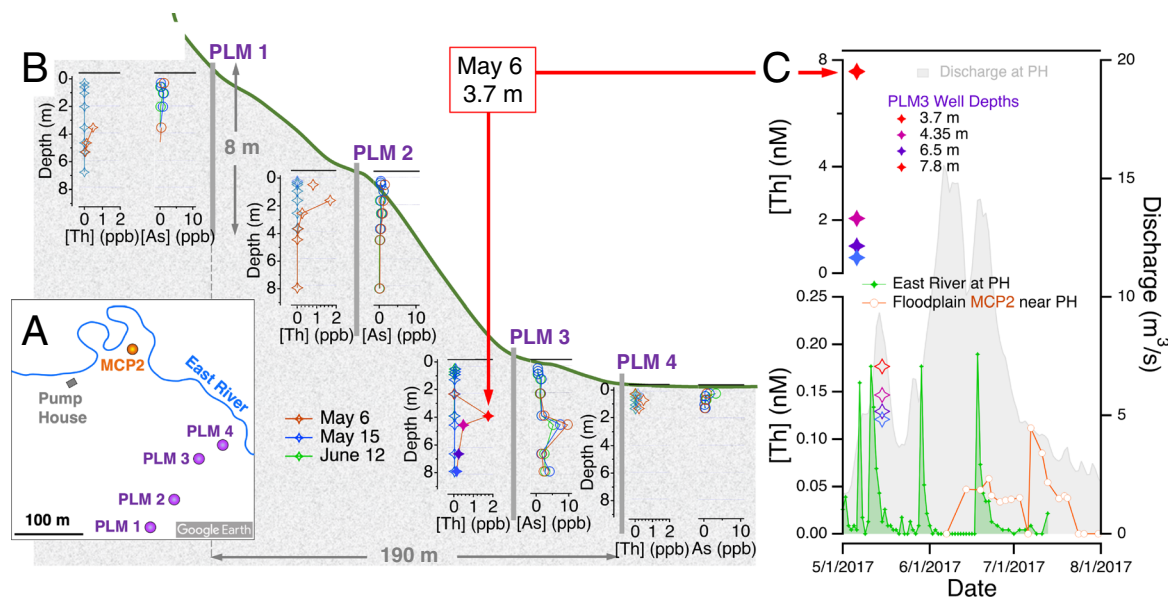 B
PLM 1
May 6
3.7 m
C
8 m
0
2
4
6
8
Depth (m)
0 1 2
[Th] (ppb)
0 10
[As] (ppb)
PLM 2
0
2
4
6
8
Depth (m)
0 2
[Th] (ppb)
0 10
[As] (ppb)
PLM 3
0
2
4
6
8
Depth (m)
0 1 2
[Th] (ppb)
0 10
[As] (ppb)
PLM 4
0
2
4
6
8
Depth (m)
0 1 2
[Th] (ppb)
0 10
As (ppb)
May 6
May 15
June 12
190 m
A
MCP2
East River
Pump
House
PLM 4
PLM 3
PLM 2
PLM 1
100 m
Google Earth
Discharge at PH
PLM3 Well Depths
3.7 m
4.35 m
6.5 m
7.8 m
8
6
4
2
0
[Th] (nM)
East River at PH
Floodplain MCP2 near PH
0.25
0.20
0.15
0.10
0.05
0.00
[Th] (nM)
20
15
10
5
0
Discharge (m³/s)
5/1/2017 6/1/2017 7/1/2017 8/1/2017
Date